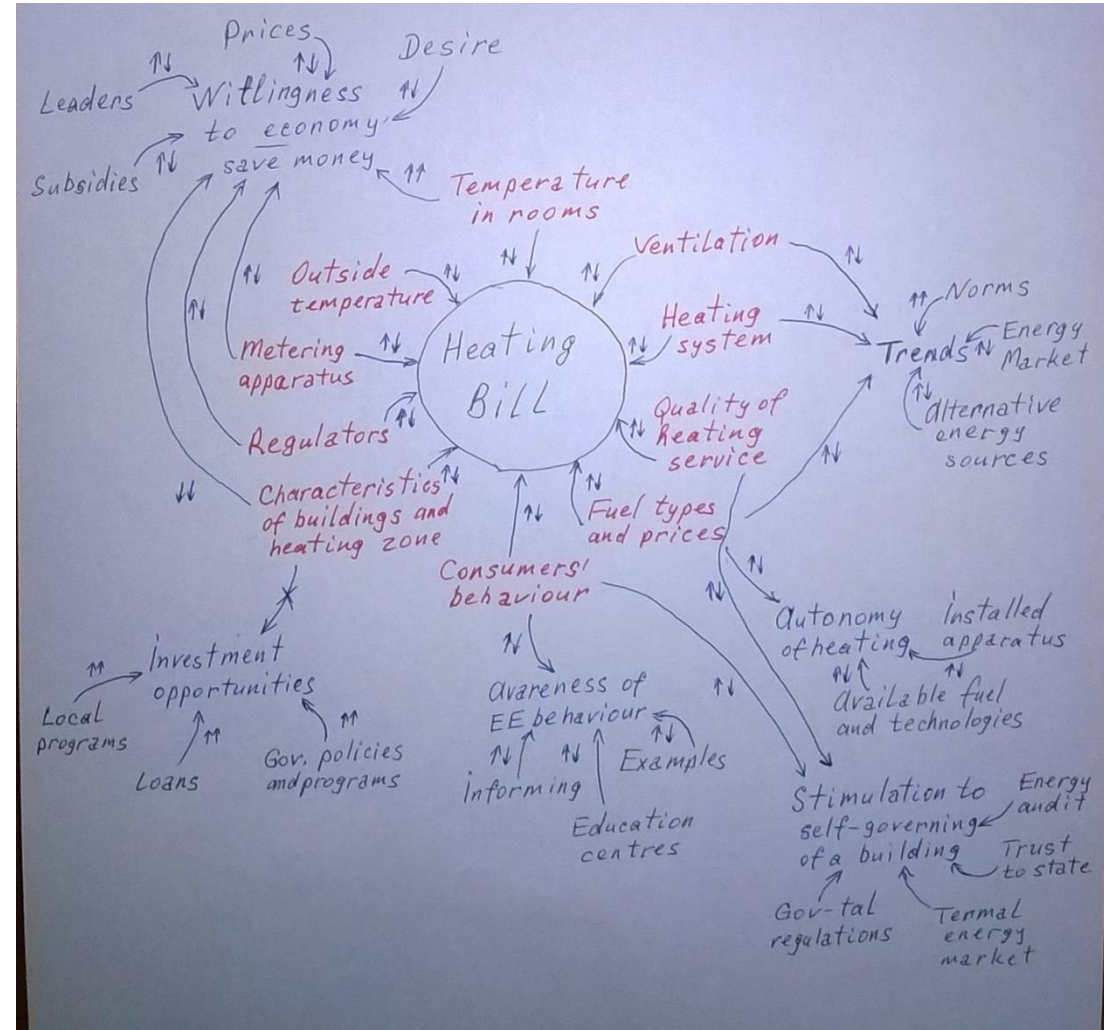 Prices
Desire
Leaders
Willingness
to economy,
save money
Subsidies
Temperature
in rooms
Ventilation
Outside
temperature
Heating
system
Norms
Energy
Market
Trends
Metering
apparatus
Heating
Bill
Alternative
energy
sources
Quality of
heating
service
Regulators
Characteristics
of buildings and
heating zone
Fuel types
and prices
Consumers'
behaviour
Autonomy
of heating
Installed
apparatus
Available fuel
and technologies
Investment
opportunities
Local
programs
Loans
Gov. policies
and programs
avareness of
EE behaviour
Informing
Examples
Education
centres
Stimulation to
self-governing
of a building
Energy
audit
Trust
to state
Gov-tal
regulations
Termal
energy
market